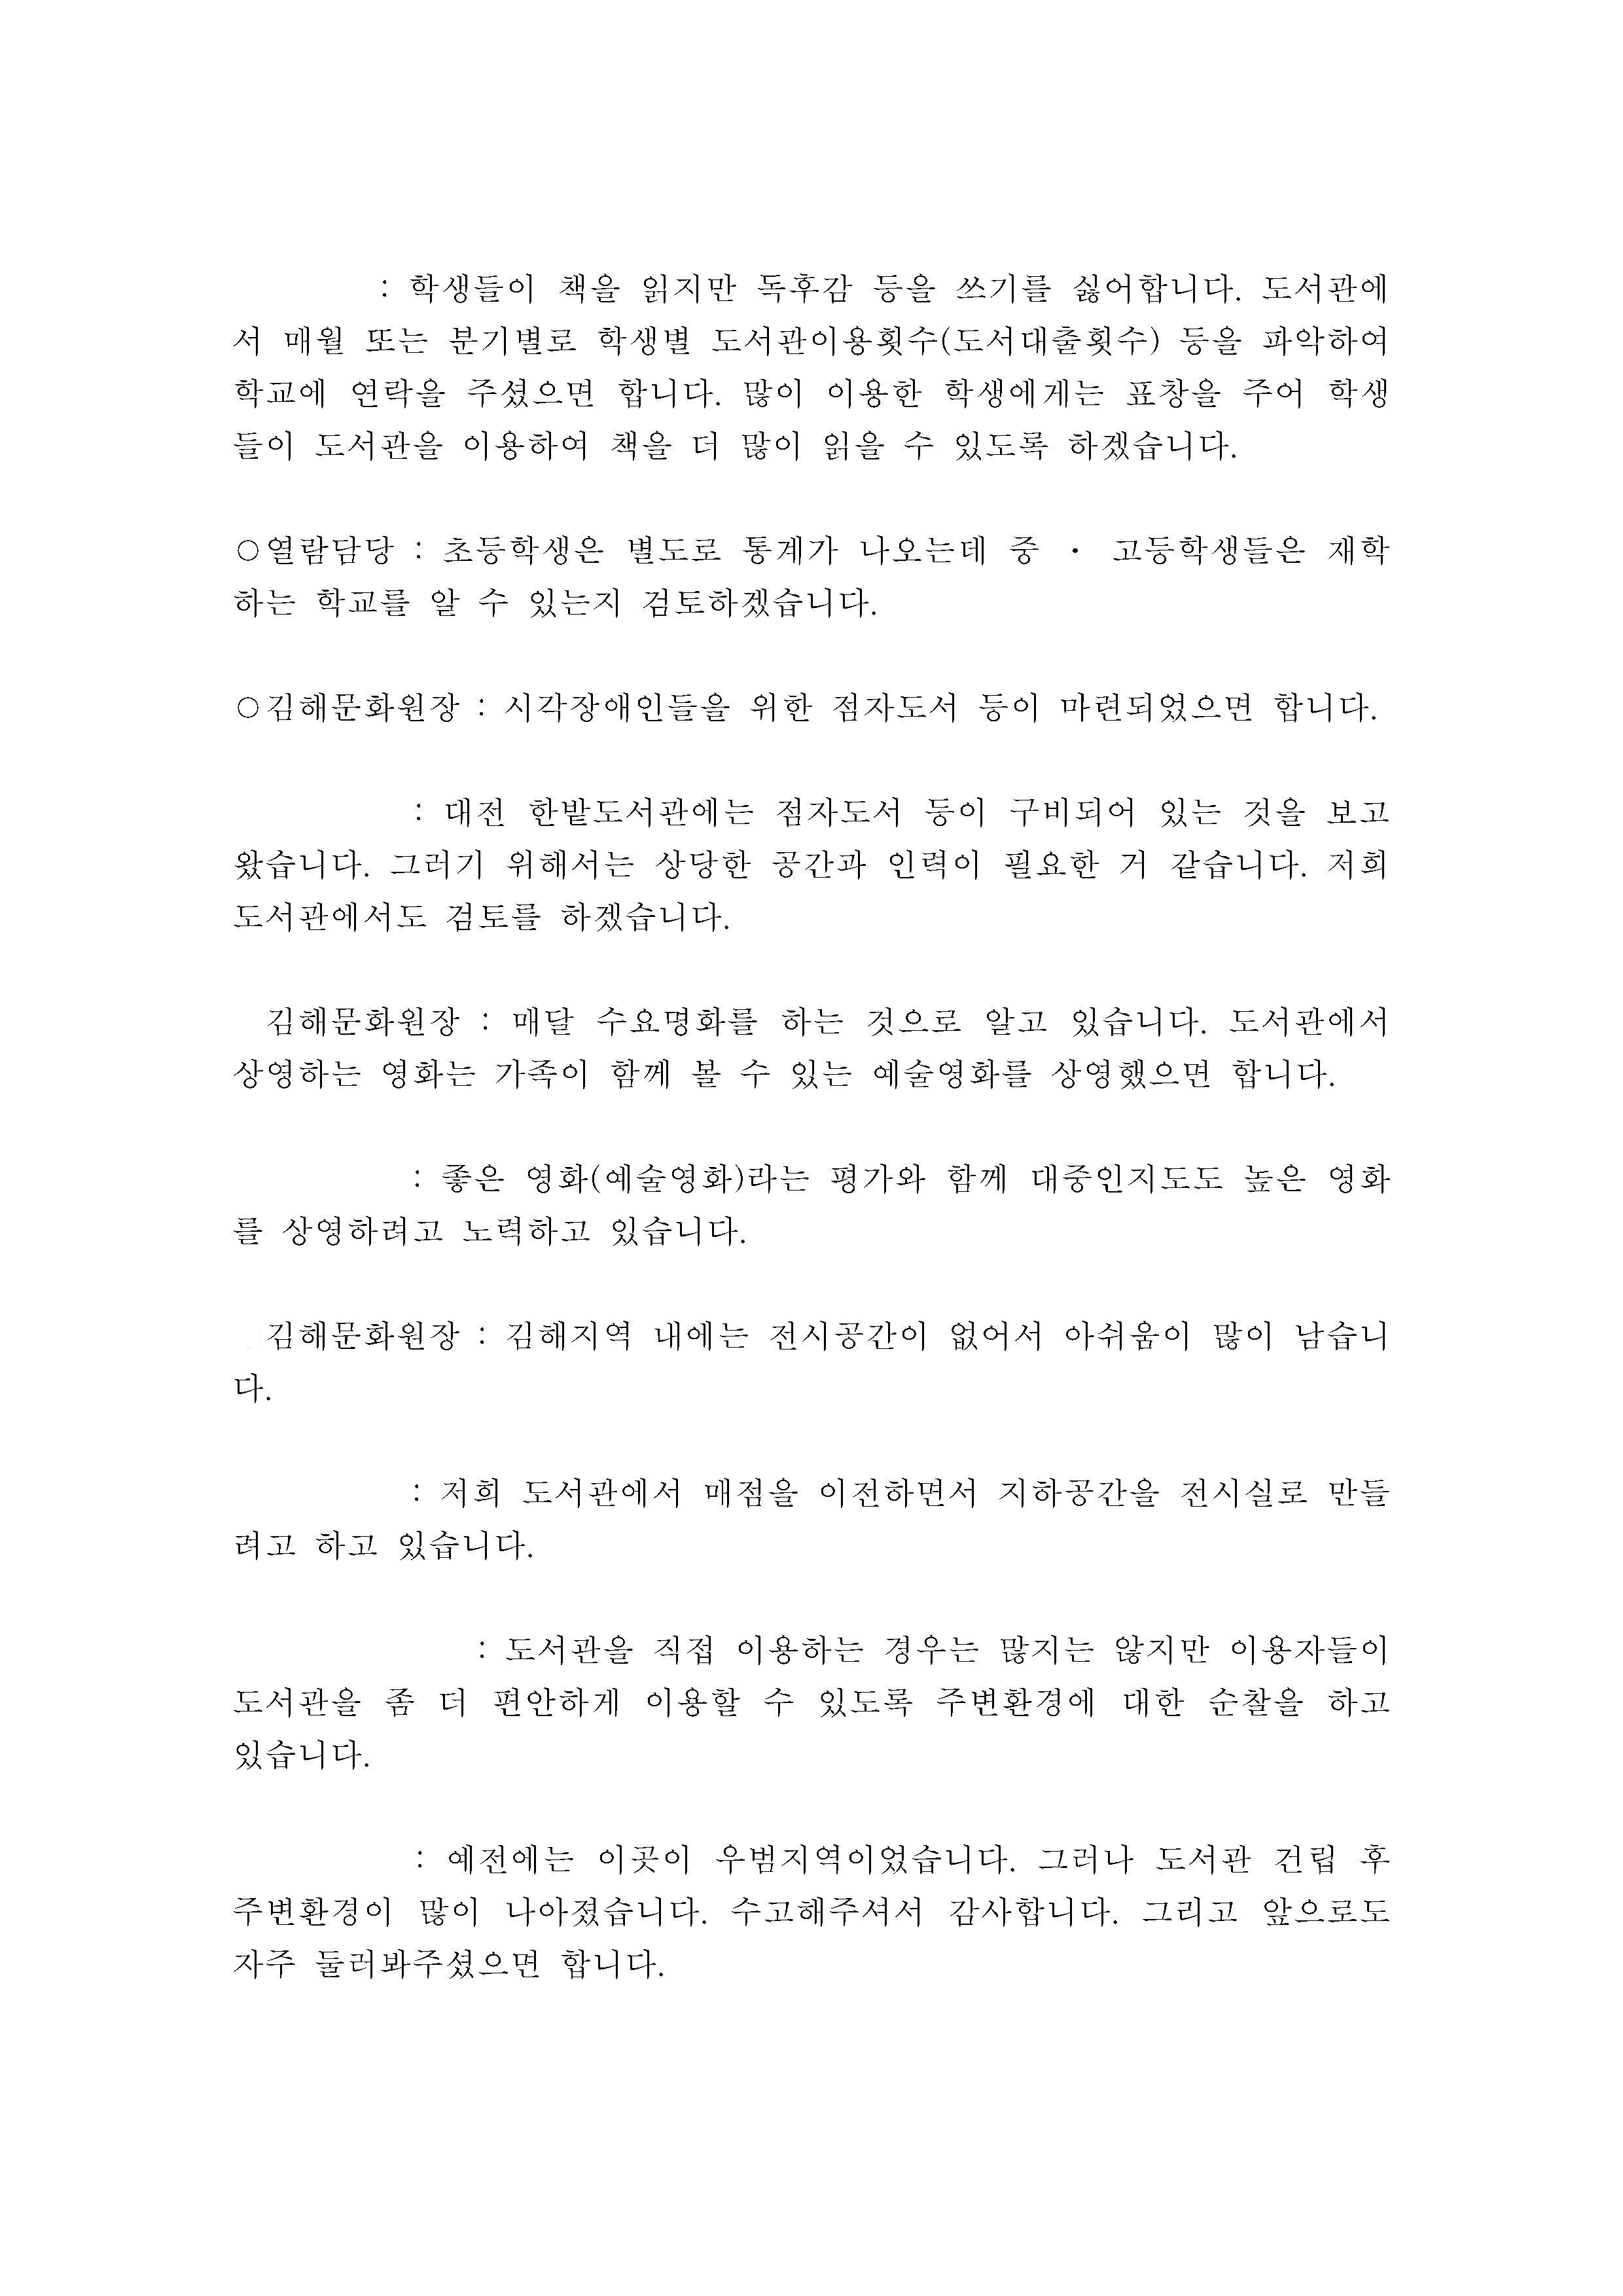 : 학생들이 책을 읽지만 독후감 등을 쓰기를 싫어합니다. 도서관에
서 매월 또는 분기별로 학생별 도서관이용횟수(도서대출횟수) 등을 파악하여
학교에 연락을 주셨으면 합니다. 많이 이용한 학생에게는 표창을 주어 학생
들이 도서관을 이용하여 책을 더 많이 읽을 수 있도록 하겠습니다.
○열람담당 : 초등학생은 별도로 통계가 나오는데 중 · 고등학생들은 재학
하는 학교를 알 수 있는지 검토하겠습니다.
○김해문화원장 : 시각장애인들을 위한 점자도서 등이 마련되었으면 합니다.
: 대전 한밭도서관에는 점자도서 등이 구비되어 있는 것을 보고
왔습니다. 그러기 위해서는 상당한 공간과 인력이 필요한 거 같습니다. 저희
도서관에서도 검토를 하겠습니다.
김해문화원장 : 매달 수요명화를 하는 것으로 알고 있습니다. 도서관에서
상영하는 영화는 가족이 함께 볼 수 있는 예술영화를 상영했으면 합니다.
: 좋은 영화(예술영화)라는 평가와 함께 대중인지도도 높은 영화
를 상영하려고 노력하고 있습니다.
김해문화원장 : 김해지역 내에는 전시공간이 없어서 아쉬움이 많이 남습니
다.
: 저희 도서관에서 매점을 이전하면서 지하공간을 전시실로 만들
려고 하고 있습니다.
: 도서관을 직접 이용하는 경우는 많지는 않지만 이용자들이
도서관을 좀 더 편안하게 이용할 수 있도록 주변환경에 대한 순찰을 하고
있습니다.
: 예전에는 이곳이 우범지역이었습니다. 그러나 도서관 건립 후
주변환경이 많이 나아졌습니다. 수고해주셔서 감사합니다. 그리고 앞으로도
자주 둘러봐주셨으면 합니다.